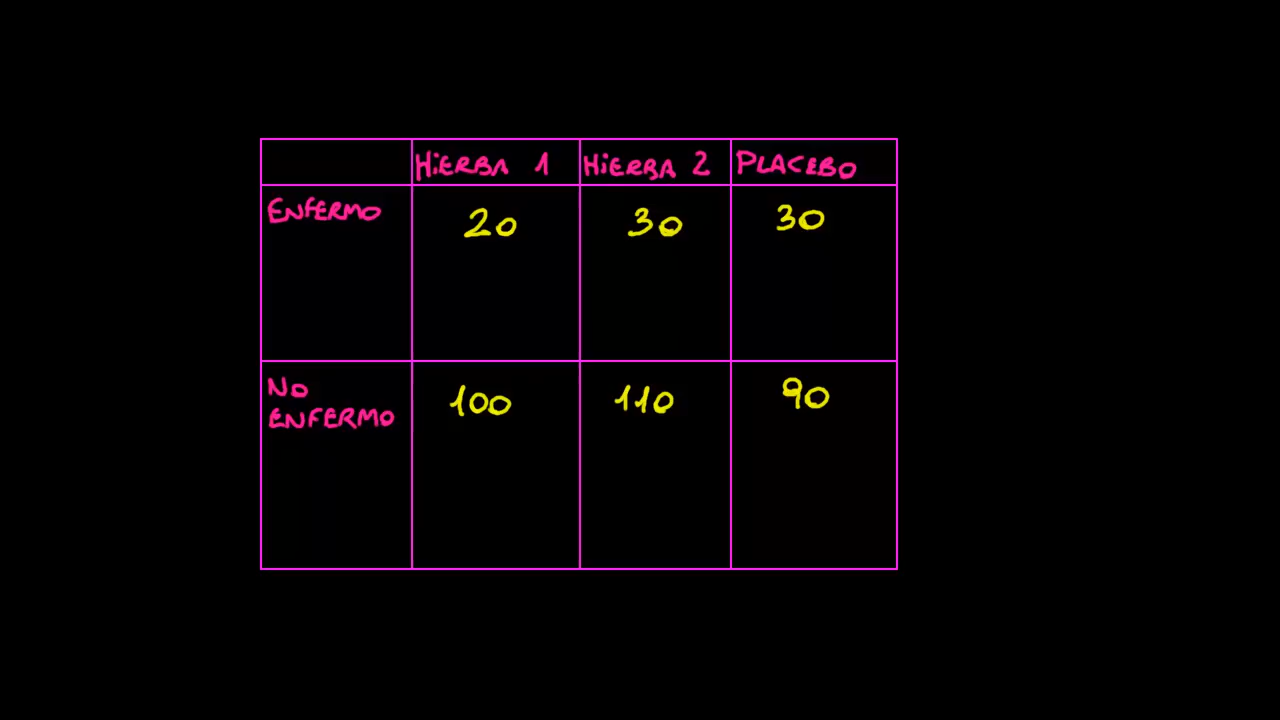 HiERBA 1 HiERBA 2 PLACEBO
ENFERMO 20 30 30
NO
ENFERMO 100 110 90